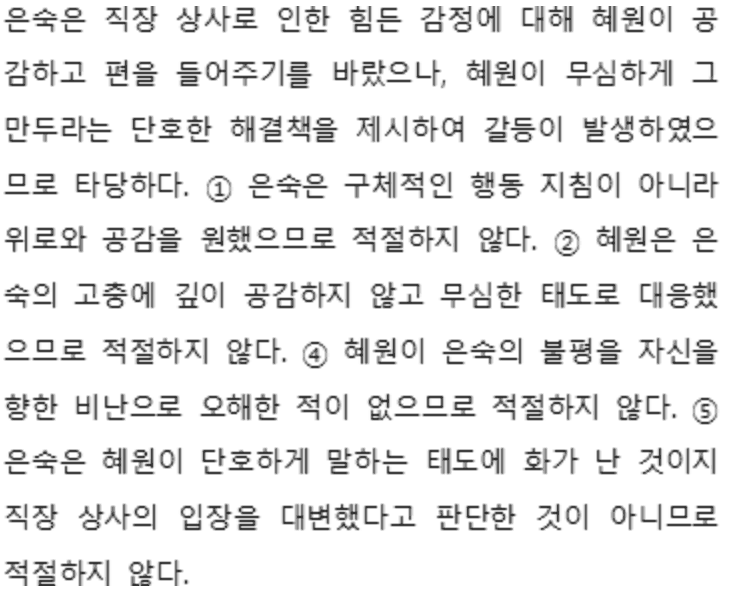 은숙은 직장 상사로 인한 힘든 감정에 대해 혜원이 공
감하고 편을 들어주기를 바랐으나, 혜원이 무심하게 그
만두라는 단호한 해결책을 제시하여 갈등이 발생하였으
므로 타당하다. ① 은숙은 구체적인 행동 지침이 아니라
위로와 공감을 원했으므로 적절하지 않다. ② 혜원은 은
숙의 고충에 깊이 공감하지 않고 무심한 태도로 대응했
으므로 적절하지 않다. ④ 혜원이 은숙의 불평을 자신을
향한 비난으로 오해한 적이 없으므로 적절하지 않다. ⑤
은숙은 혜원이 단호하게 말하는 태도에 화가 난 것이지
직장 상사의 입장을 대변했다고 판단한 것이 아니므로
적절하지 않다.